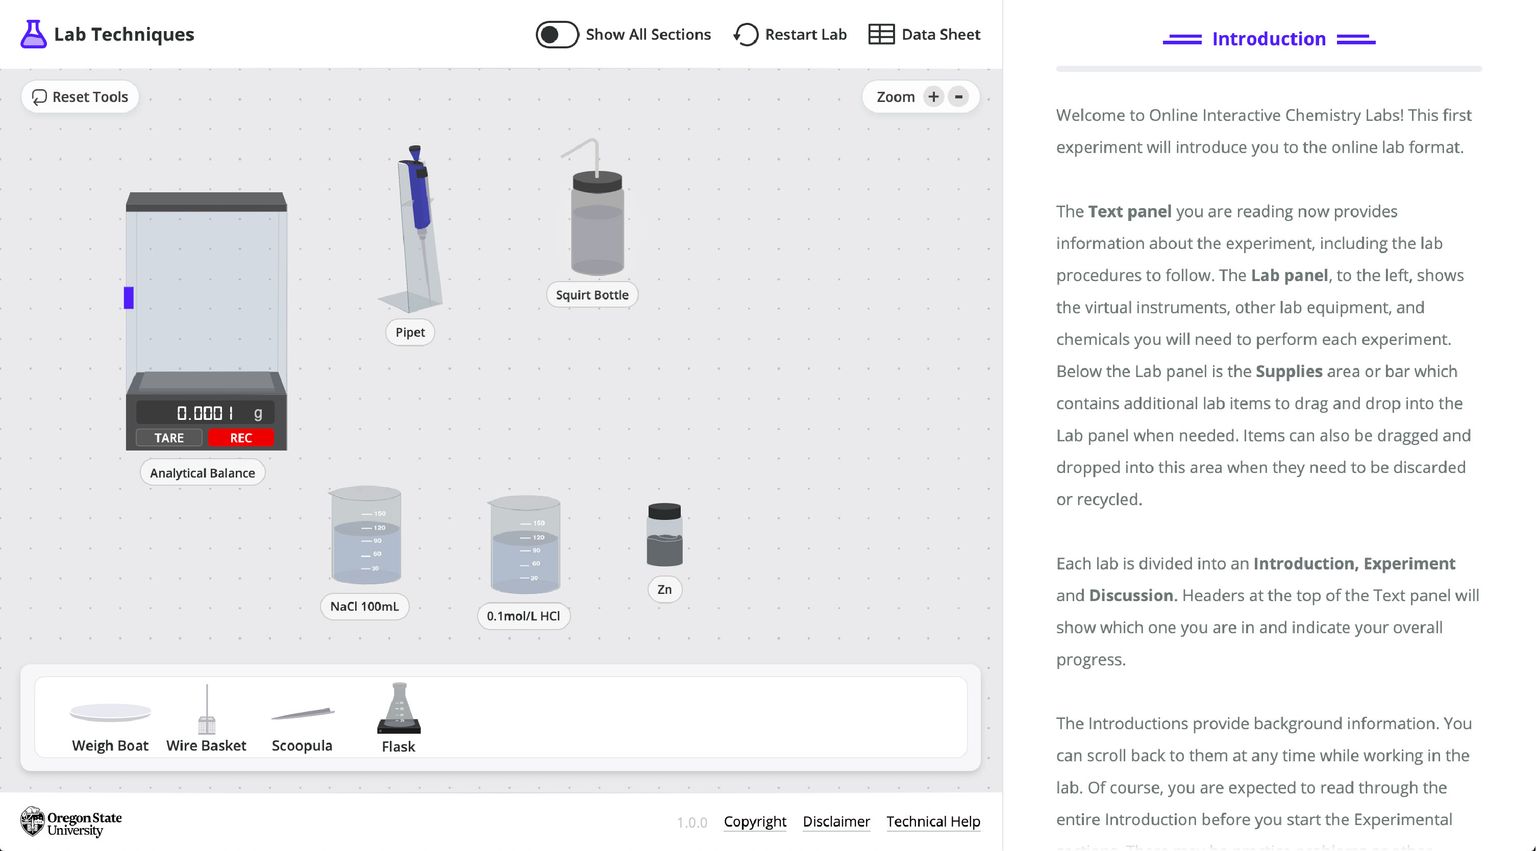 Lab Techniques
Show All Sections
Restart Lab
Data Sheet
Reset Tools
Zoom + -
Pipet
Squirt Bottle
0.0001 g
TARE REC
Analytical Balance
150
120
90
60
30
NaCl 100mL
150
120
90
60
30
0.1mol/L HCl
Zn
Weigh Boat
Wire Basket
Scoopula
Flask
Oregon State
University
1.0.0 Copyright Disclaimer Technical Help
Introduction
Welcome to Online Interactive Chemistry Labs! This first
experiment will introduce you to the online lab format.
The Text panel you are reading now provides
information about the experiment, including the lab
procedures to follow. The Lab panel, to the left, shows
the virtual instruments, other lab equipment, and
chemicals you will need to perform each experiment.
Below the Lab panel is the Supplies area or bar which
contains additional lab items to drag and drop into the
Lab panel when needed. Items can also be dragged and
dropped into this area when they need to be discarded
or recycled.
Each lab is divided into an Introduction, Experiment
and Discussion. Headers at the top of the Text panel will
show which one you are in and indicate your overall
progress.
The Introductions provide background information. You
can scroll back to them at any time while working in the
lab. Of course, you are expected to read through the
entire Introduction before you start the Experimental